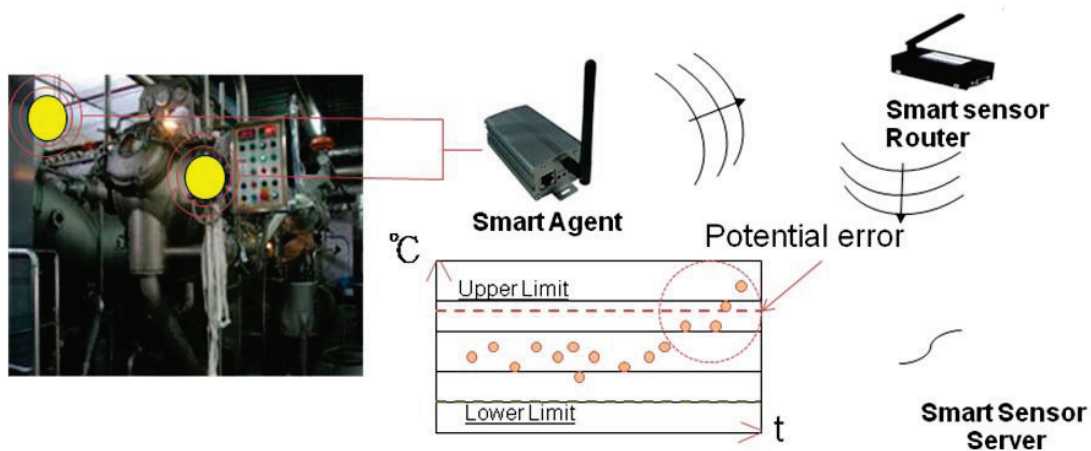 Smart sensor
Router
Smart Agent
Potential error
℃
Upper Limit
Lower Limit
t
Smart Sensor
Server